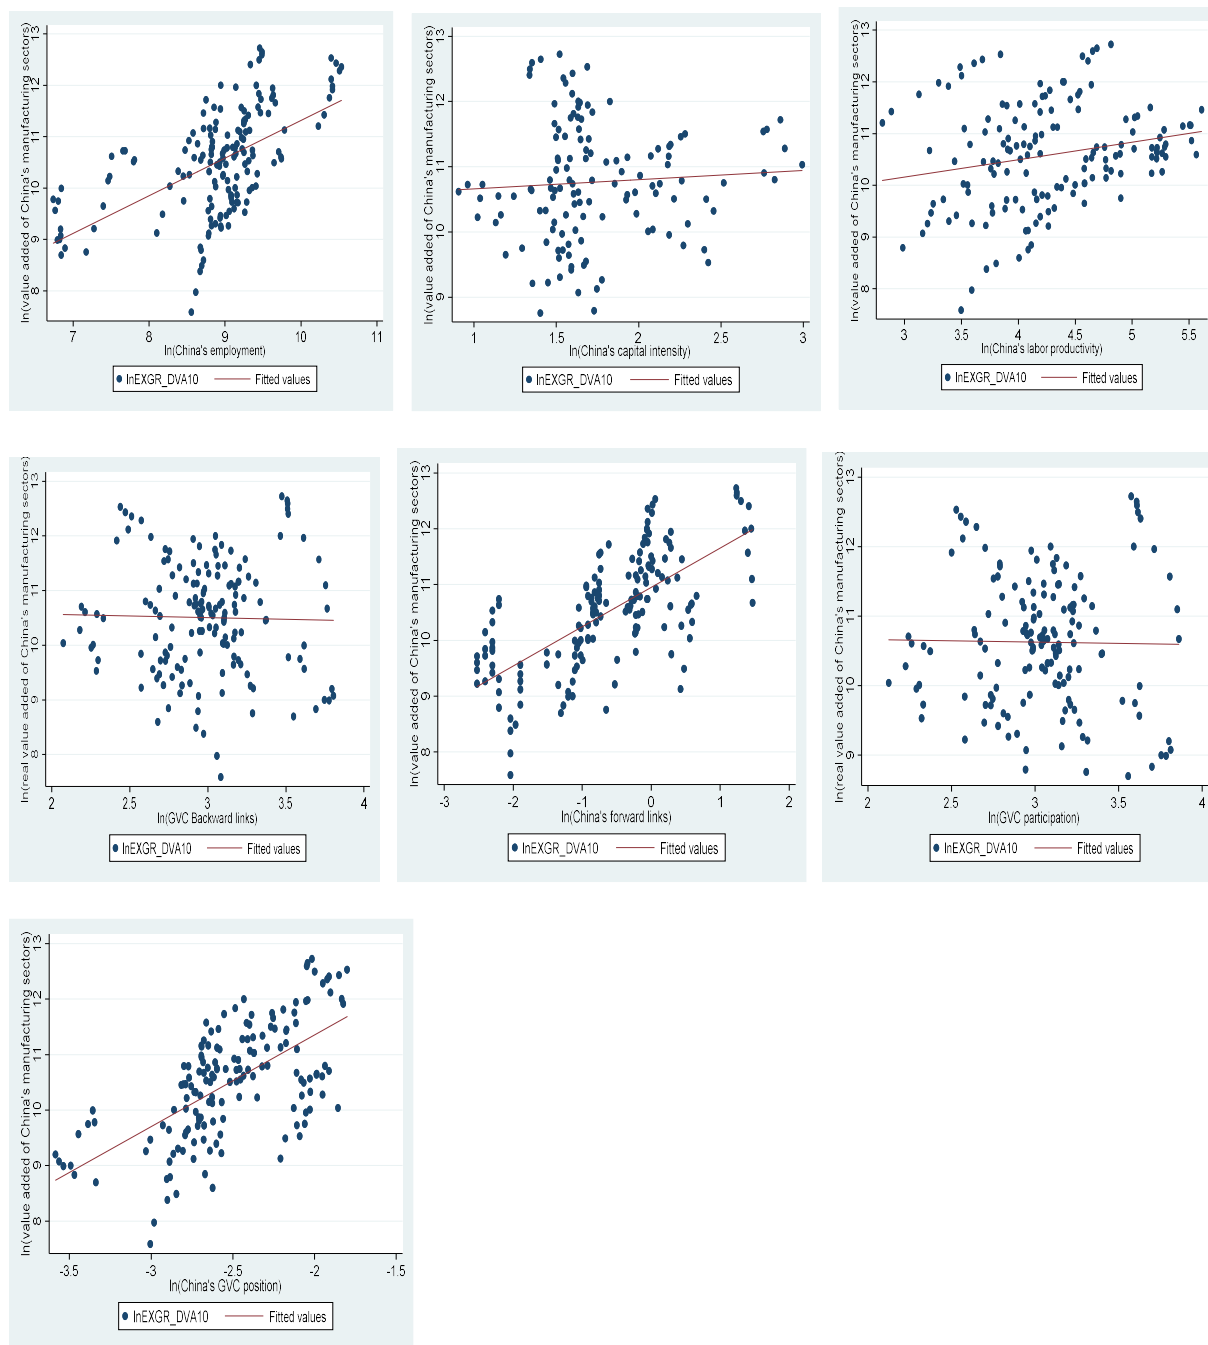 ln(value added of China's manufacturing sectors)
13
12
11
10
9
8
7
8
9
10
11
ln(China's employment)
lnEXGR_DVA10
Fitted values
ln(value added of China's manufacturing sectors)
13
12
11
10
9
1
1.5
2
2.5
3
ln(China's capital intensity)
lnEXGR_DVA10
Fitted values
ln(value added of China's manufacturing sectors)
13
12
11
10
9
8
3
3.5
4
4.5
5
5.5
ln(China's labor productivity)
lnEXGR_DVA10
Fitted values
ln(real value added of China's manufacturing sectors)
13
12
11
10
9
8
2
2.5
3
3.5
4
ln(GVC Backward links)
lnEXGR_DVA10
Fitted values
ln(value added of China's manufacturing sectors)
13
12
11
10
9
8
-3
-2
-1
0
1
2
ln(China's forward links)
lnEXGR_DVA10
Fitted values
ln(real value added of China's manufacturing sectors)
13
12
11
10
9
2
2.5
3
3.5
4
ln(GVC participation)
lnEXGR_DVA10
Fitted values
ln(value added of China's manufacturing sectors)
13
12
11
10
9
8
-3.5
-3
-2.5
-2
-1.5
ln(China's GVC position)
lnEXGR_DVA10
Fitted values